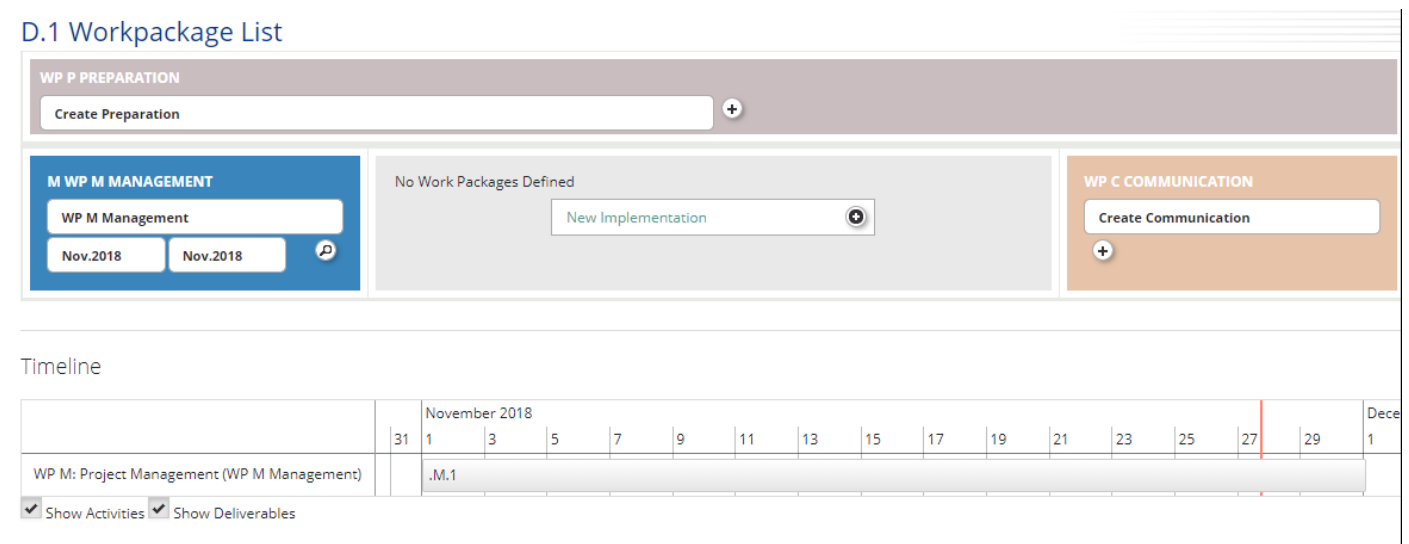 D.1 Workpackage List
WP P PREPARATION
Create Preparation
M WP M MANAGEMENT
WP M Management
Nov.2018 Nov.2018
No Work Packages Defined
New Implementation
WP C COMMUNICATION
Create Communication
Timeline
November 2018 Dece
31 1 3 5 7 9 11 13 15 17 19 21 23 25 27 29 1
WP M: Project Management (WP M Management) .M.1
Show Activities Show Deliverables